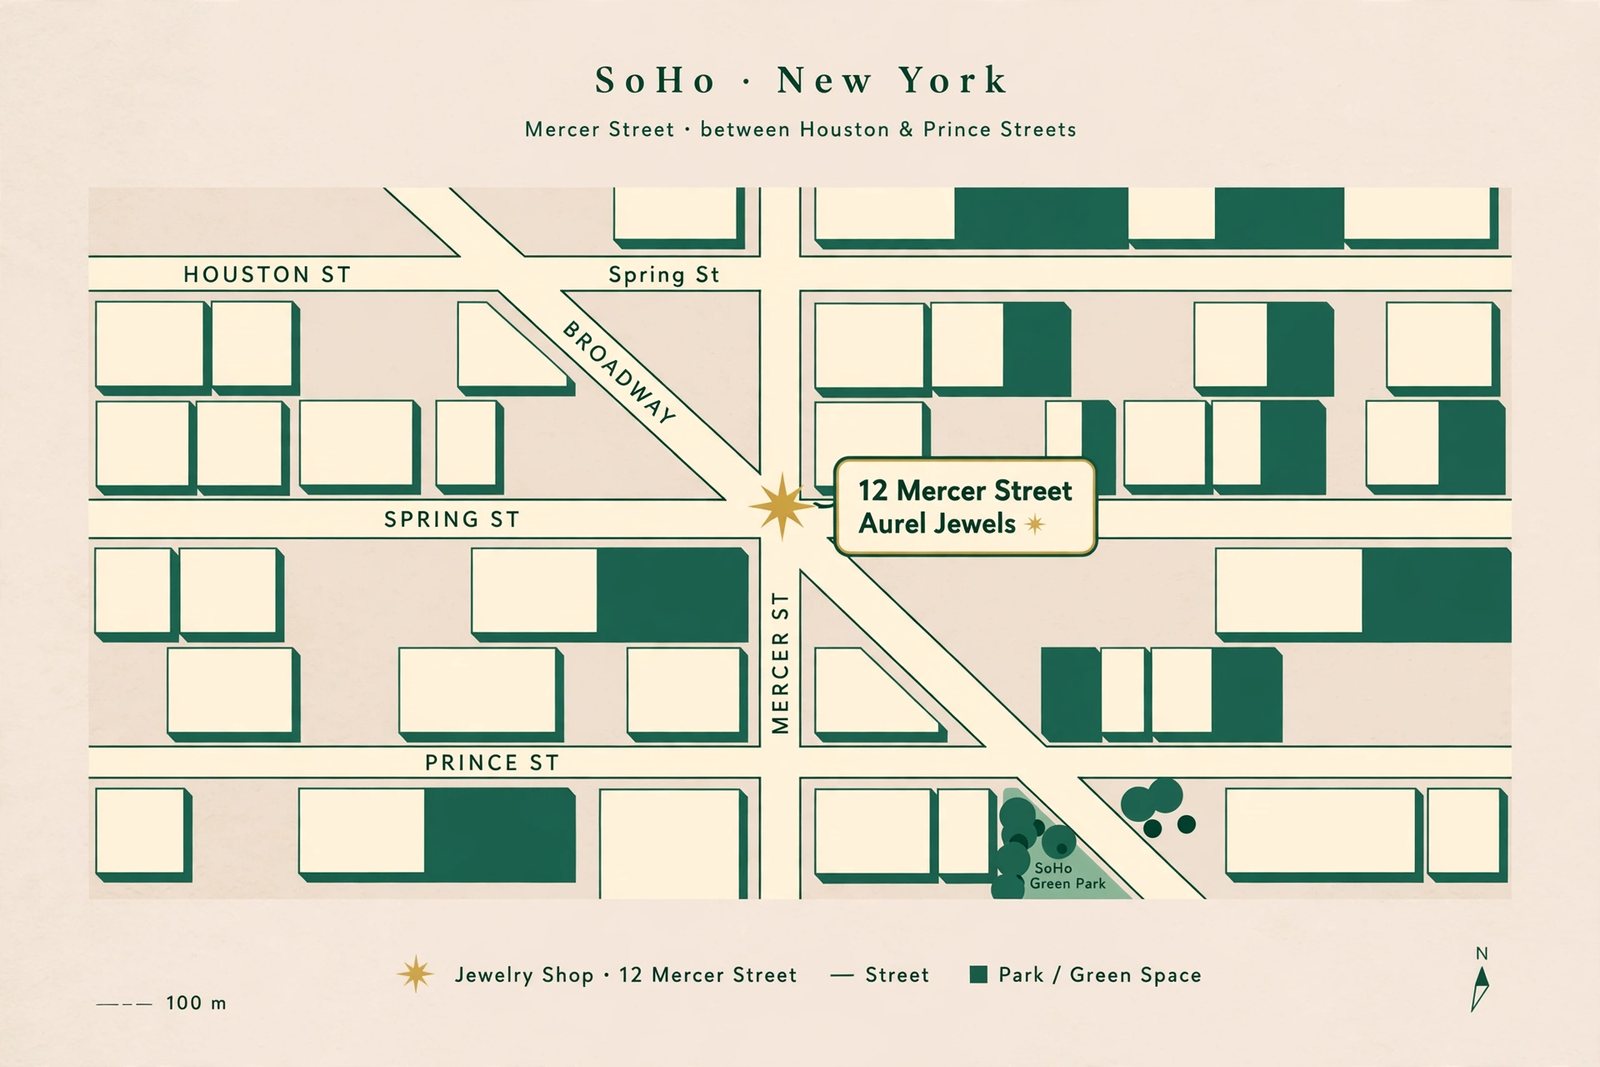 SoHo · New York
Mercer Street · between Houston & Prince Streets
HOUSTON ST
Spring St
BROADWAY
12 Mercer Street
Aurel Jewels
SPRING ST
MERCER ST
PRINCE ST
SoHo
Green Park
Jewelry Shop · 12 Mercer Street
Street
Park / Green Space
100 m
N